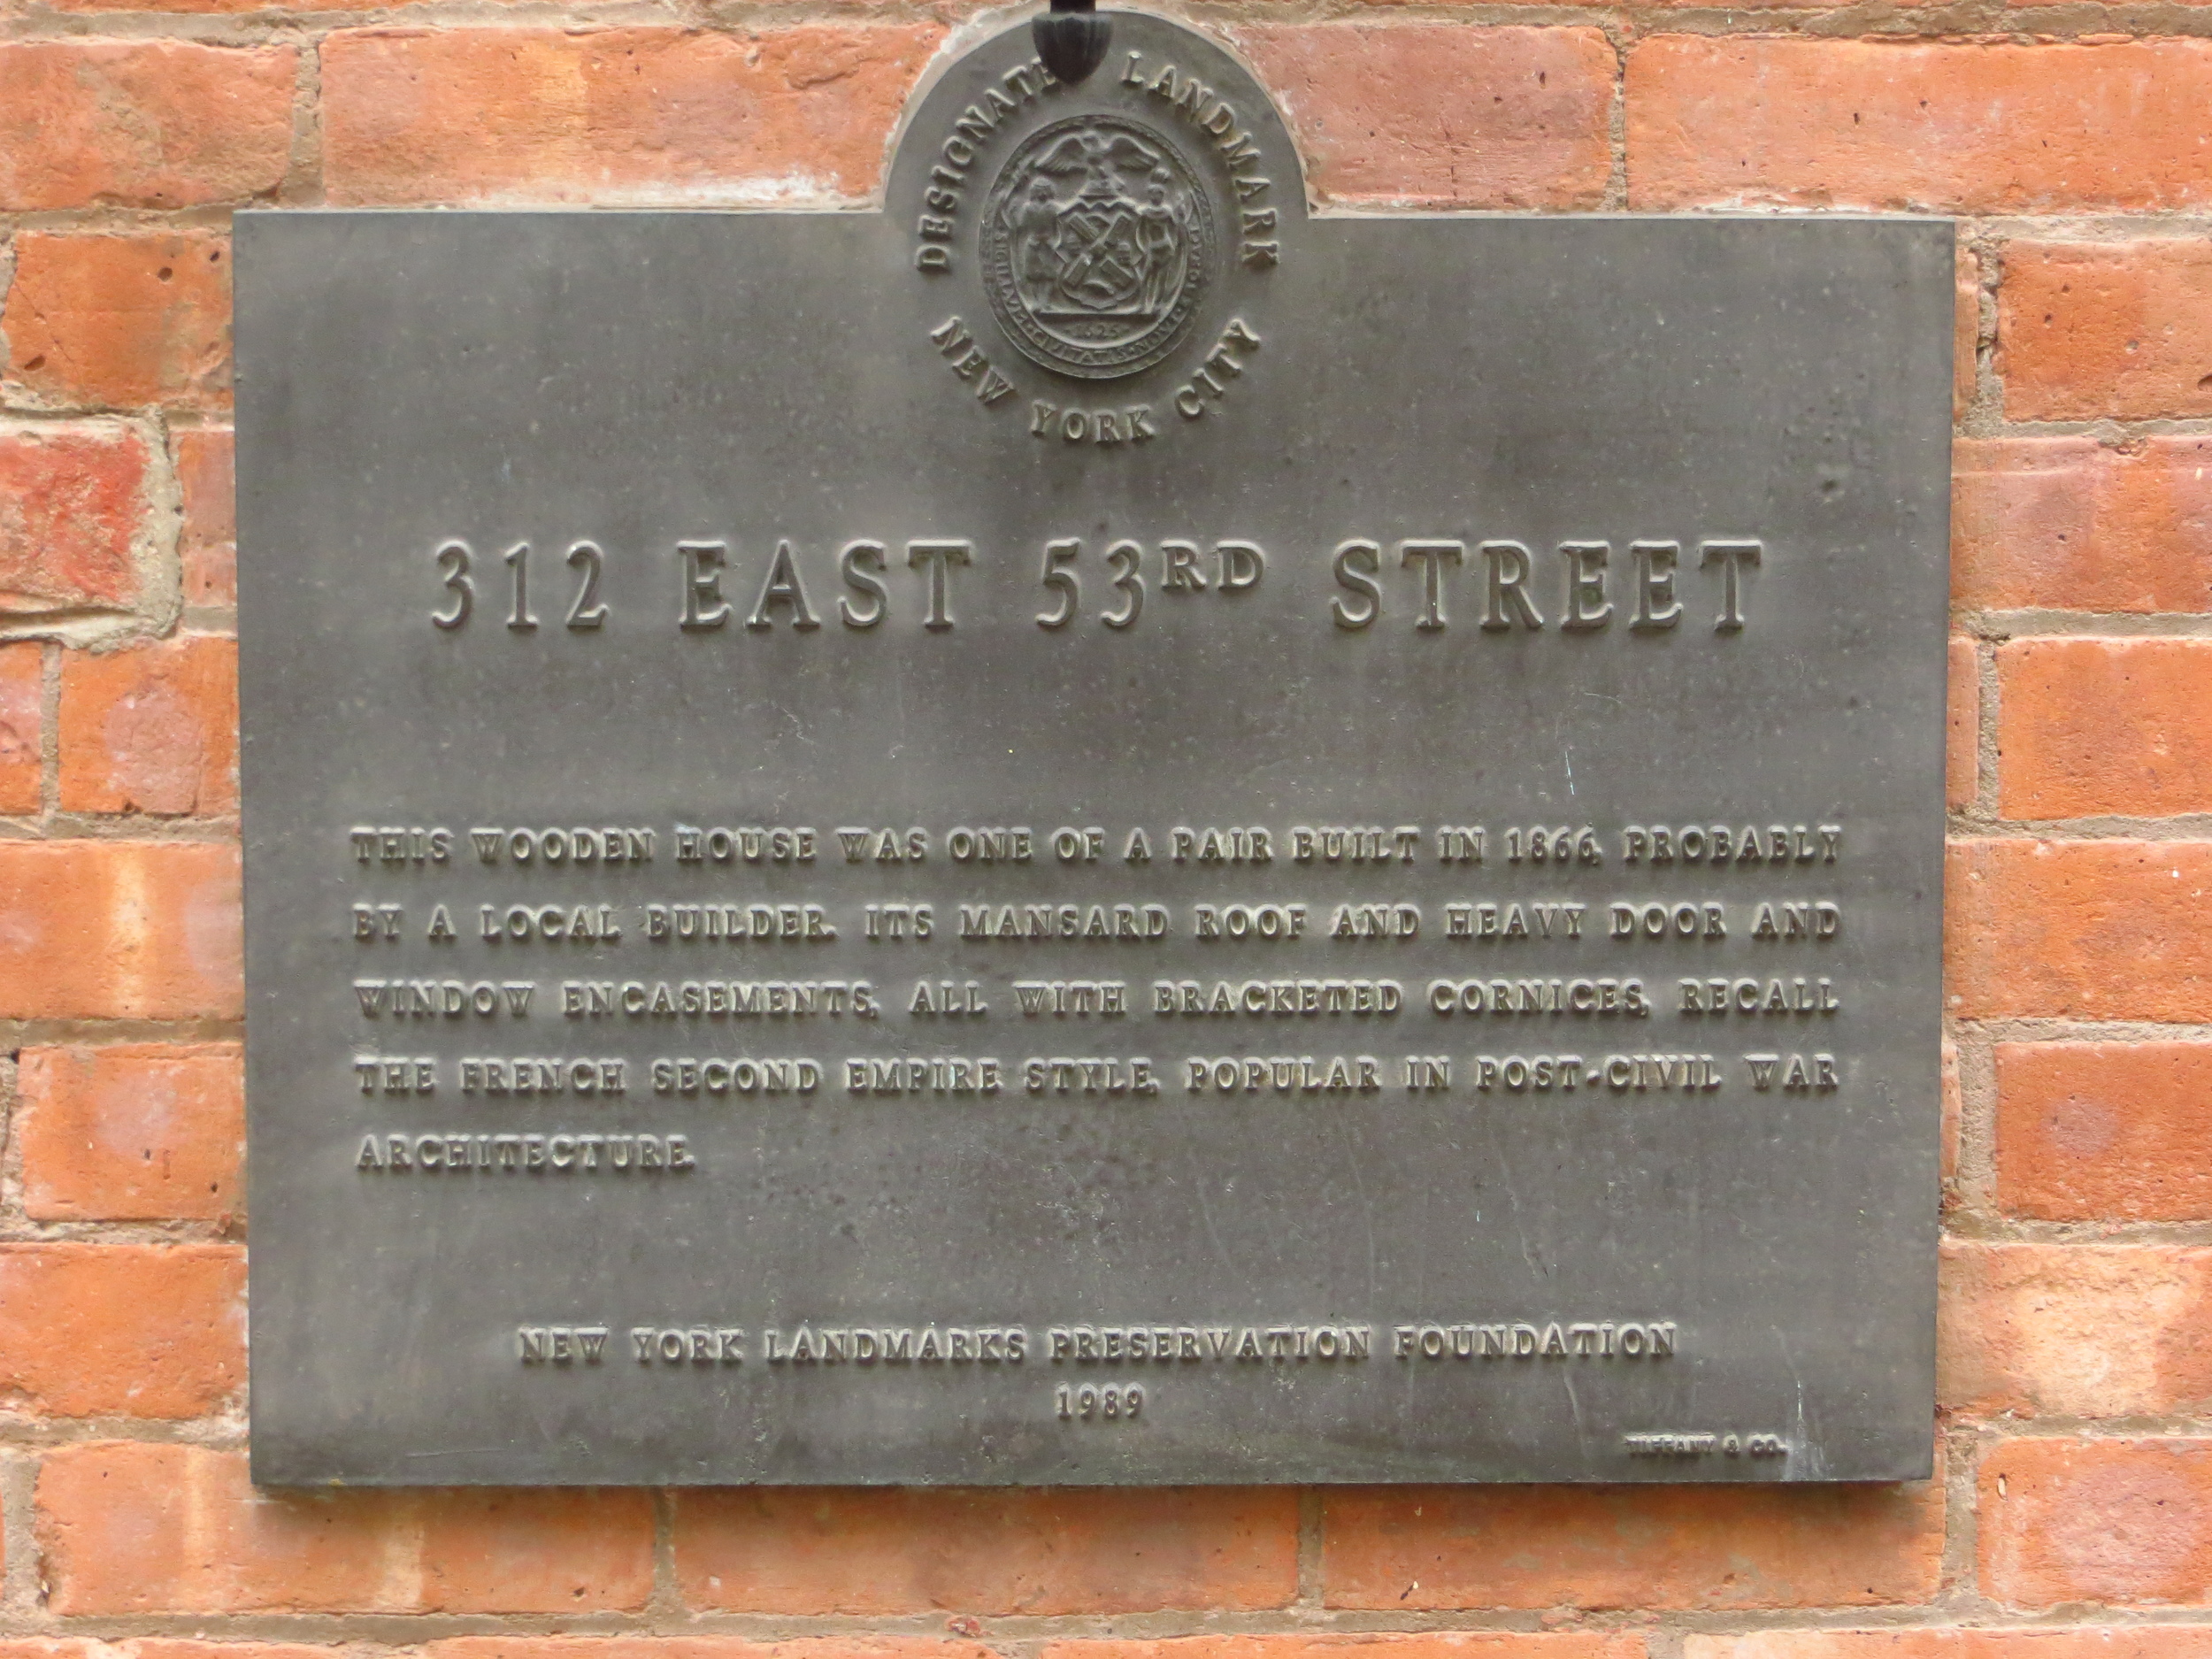 DESIGNATE LANDMARK
NEW YORK CITY
1625
312 EAST 53RD STREET
THIS WOODEN HOUSE WAS ONE OF A PAIR BUILT IN 1866, PROBABLY
BY A LOCAL BUILDER. ITS MANSARD ROOF AND HEAVY DOOR AND
WINDOW ENCASEMENTS, ALL WITH BRACKETED CORNICES, RECALL
THE FRENCH SECOND EMPIRE STYLE, POPULAR IN POST-CIVIL WAR
ARCHITECTURE.
NEW YORK LANDMARKS PRESERVATION FOUNDATION
1989
TIFFANY & CO.